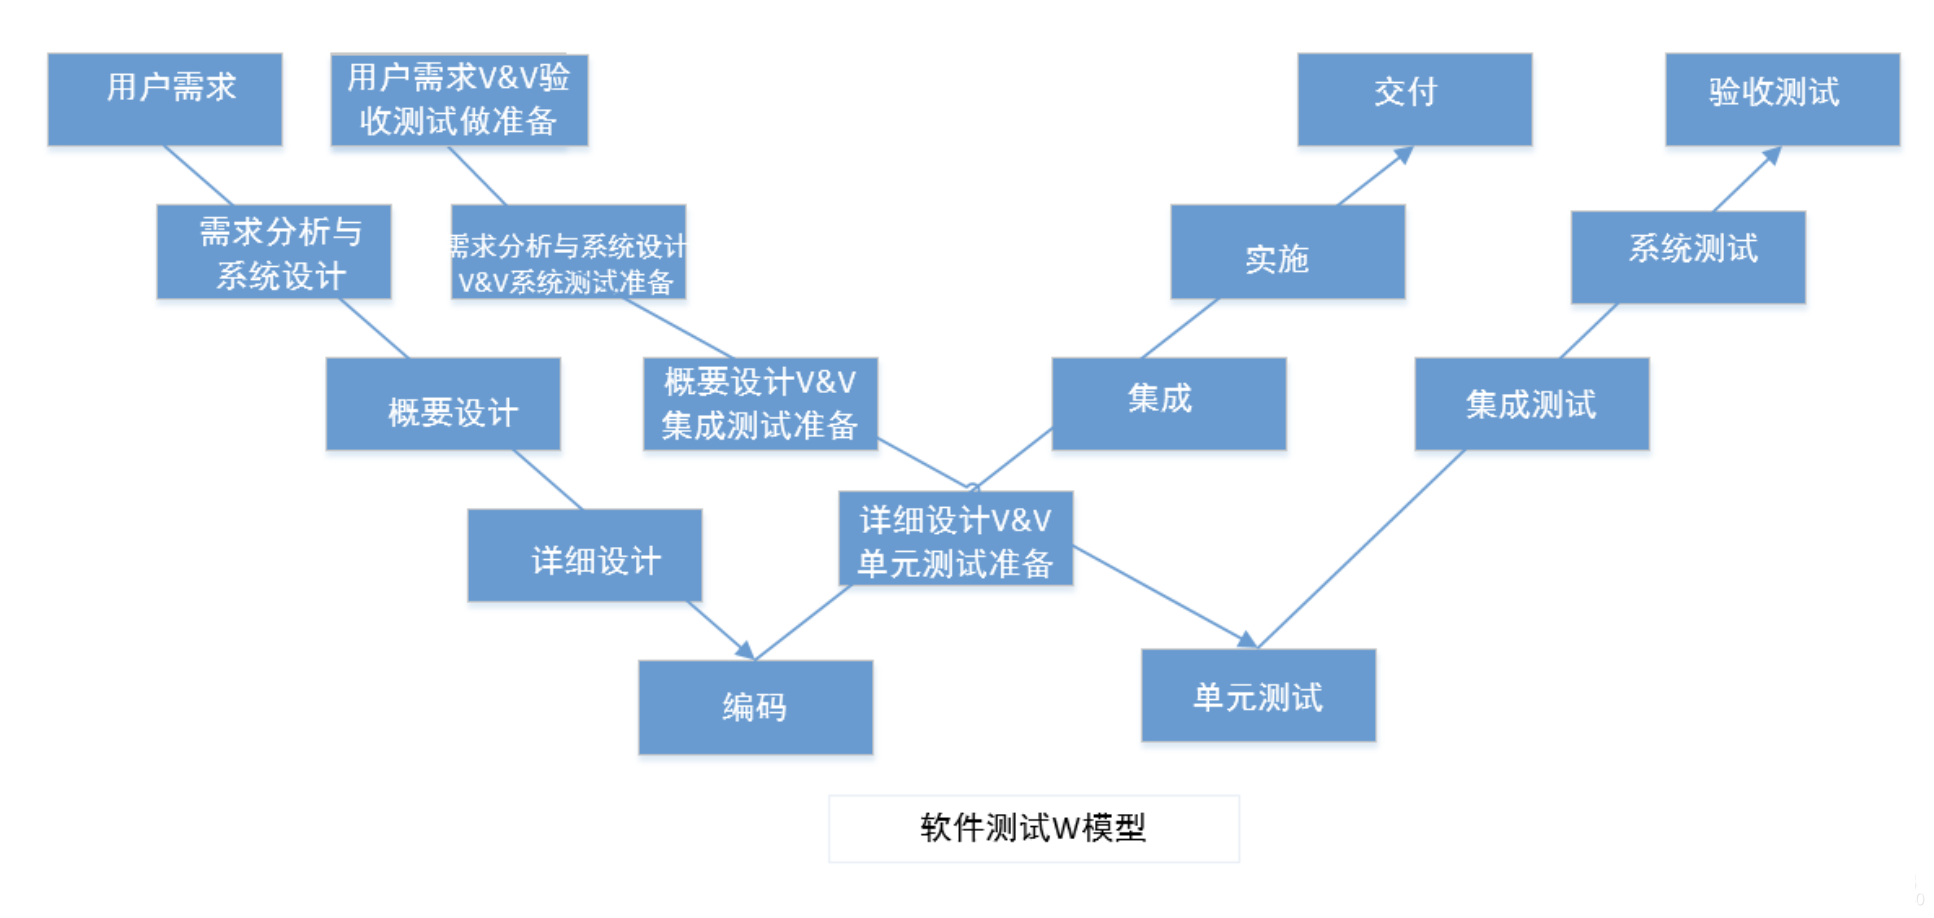 用户需求
用户需求V&V验
收测试做准备
交付
验收测试
需求分析与
系统设计
需求分析与系统设计
V&V系统测试准备
实施
系统测试
概要设计
概要设计V&V
集成测试准备
集成
集成测试
详细设计
详细设计V&V
单元测试准备
编码
单元测试
软件测试W模型